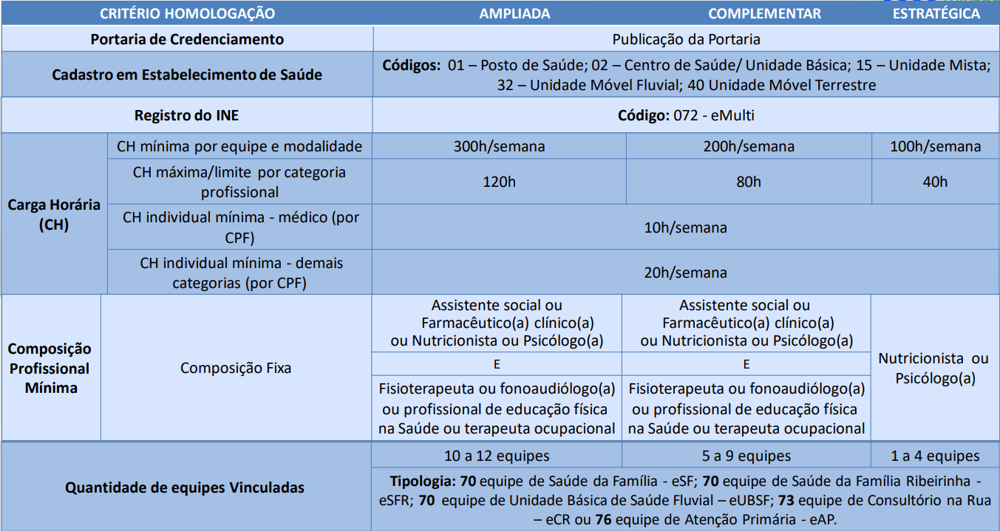 CRITÉRIO HOMOLOGAÇÃO AMPLIADA COMPLEMENTAR ESTRATÉGICA
Portaria de Credenciamento Publicação da Portaria
Cadastro em Estabelecimento de Saúde
Códigos: 01 – Posto de Saúde; 02 – Centro de Saúde/ Unidade Básica; 15 – Unidade Mista;
32 – Unidade Móvel Fluvial; 40 Unidade Móvel Terrestre
Registro do INE Código: 072 - eMulti
Carga Horária
(CH)
CH mínima por equipe e modalidade 300h/semana 200h/semana 100h/semana
CH máxima/limite por categoria
profissional
120h 80h 40h
CH individual mínima - médico (por
CPF)
10h/semana
CH individual mínima - demais
categorias (por CPF)
20h/semana
Composição
Profissional
Mínima
Composição Fixa
Assistente social ou
Farmacêutico(a) clínico(a)
ou Nutricionista ou Psicólogo(a)
E
Fisioterapeuta ou fonoaudiólogo(a)
ou profissional de educação física
na Saúde ou terapeuta ocupacional
Assistente social ou
Farmacêutico(a) clínico(a)
ou Nutricionista ou Psicólogo(a)
E
Fisioterapeuta ou fonoaudiólogo(a)
ou profissional de educação física
na Saúde ou terapeuta ocupacional
Nutricionista ou
Psicólogo(a)
Quantidade de equipes Vinculadas
10 a 12 equipes 5 a 9 equipes 1 a 4 equipes
Tipologia: 70 equipe de Saúde da Família - eSF; 70 equipe de Saúde da Família Ribeirinha -
eSFR; 70 equipe de Unidade Básica de Saúde Fluvial – eUBSF; 73 equipe de Consultório na Rua
– eCR ou 76 equipe de Atenção Primária - eAP.